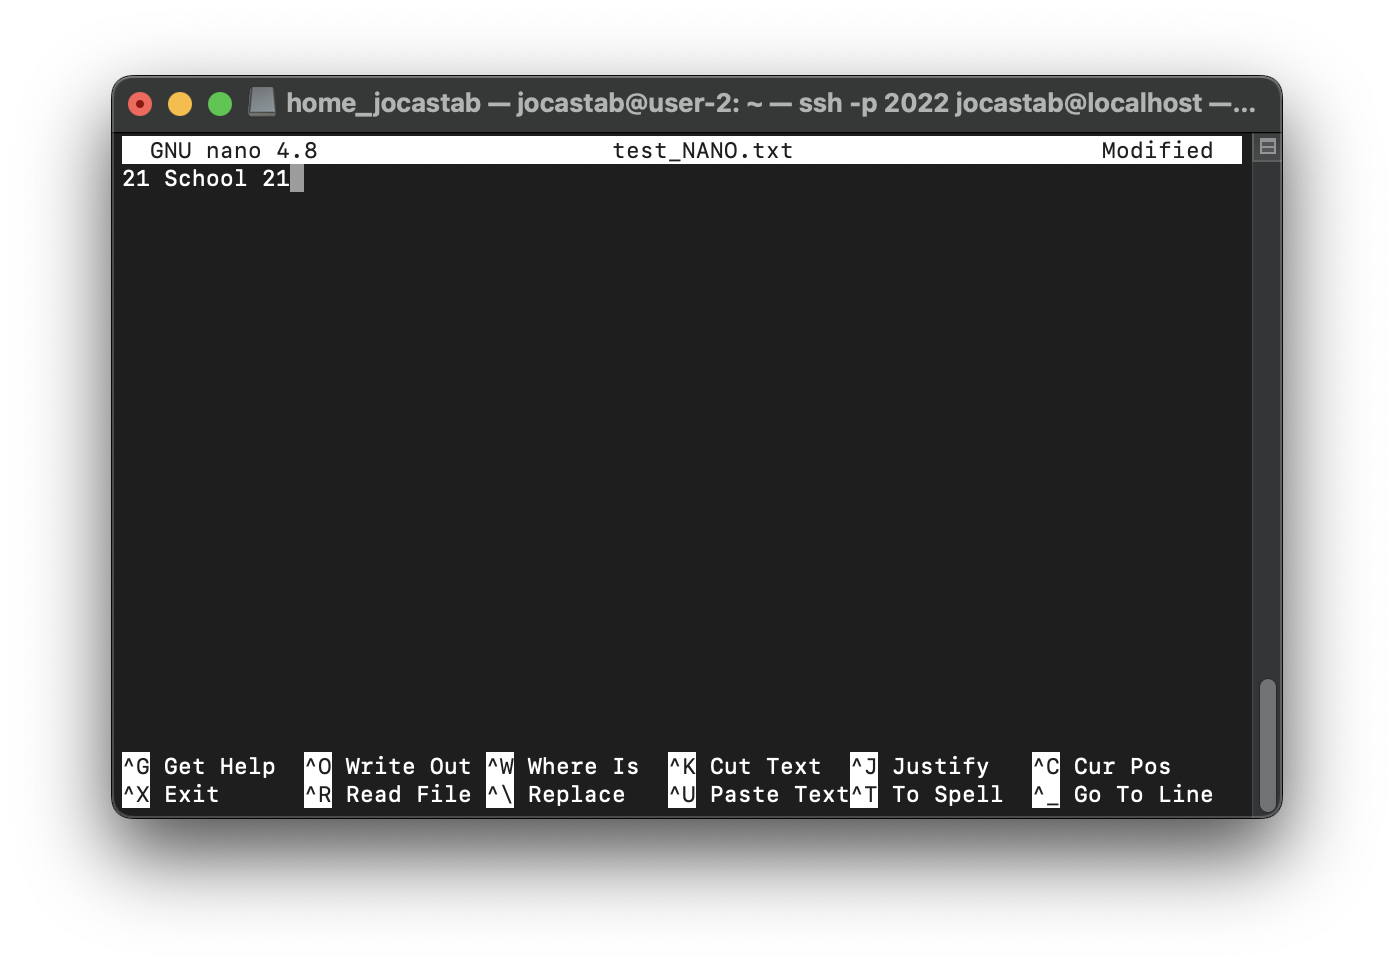 home_jocastab — jocastab@user-2: ~ — ssh -p 2022 jocastab@localhost —...
GNU nano 4.8 test_NANO.txt Modified
21 School 21
^G Get Help ^O Write Out ^W Where Is ^K Cut Text ^J Justify ^C Cur Pos
^X Exit ^R Read File ^\ Replace ^U Paste Text ^T To Spell ^_ Go To Line